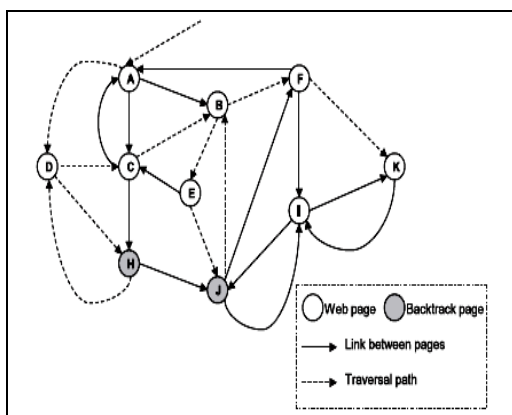 A
F
B
D
C
K
E
I
H
J
Web page
Backtrack page
Link between pages
Traversal path